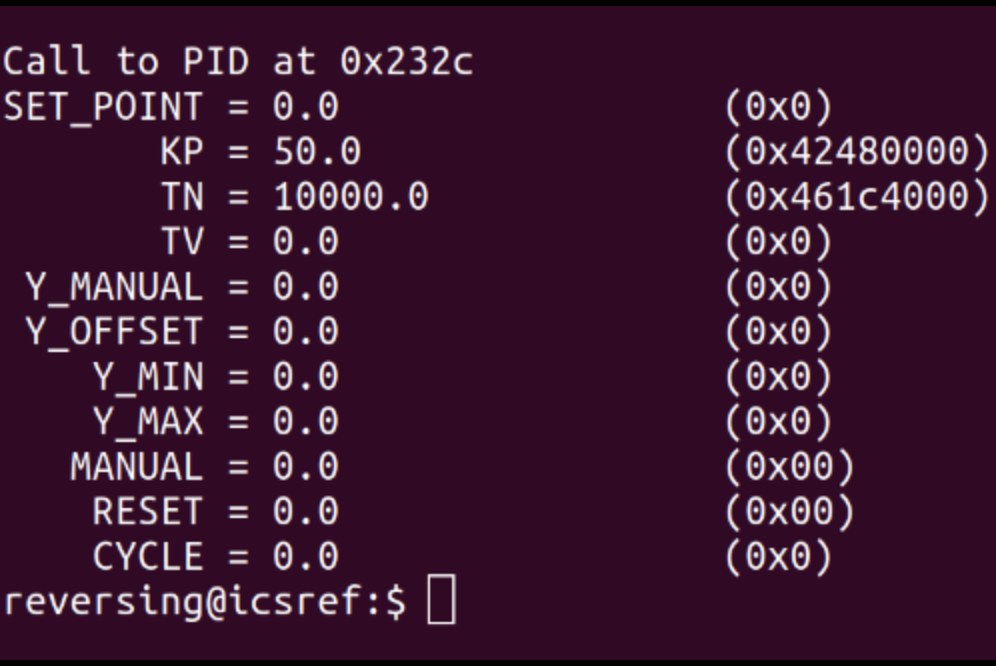 Call to PID at 0x232c
SET_POINT = 0.0 (0x0)
KP = 50.0 (0x42480000)
TN = 10000.0 (0x461c4000)
TV = 0.0 (0x0)
Y_MANUAL = 0.0 (0x0)
Y_OFFSET = 0.0 (0x0)
Y_MIN = 0.0 (0x0)
Y_MAX = 0.0 (0x0)
MANUAL = 0.0 (0x00)
RESET = 0.0 (0x00)
CYCLE = 0.0 (0x0)
reversing@icsref:$